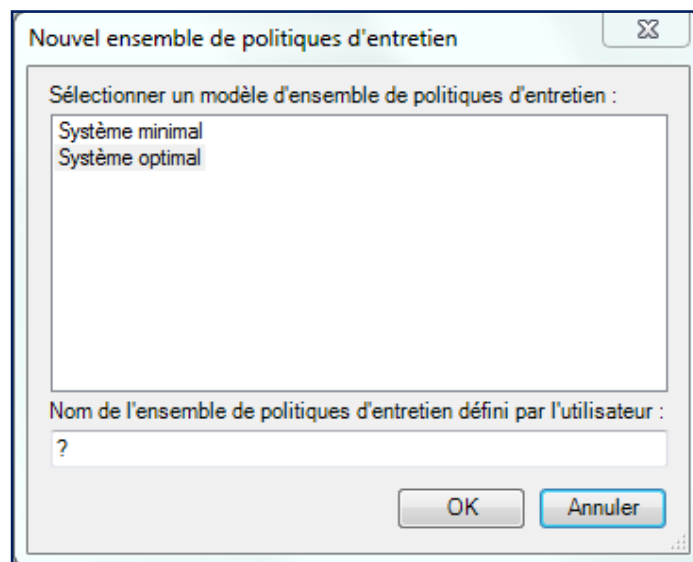 Nouvel ensemble de politiques d'entretien
Sélectionner un modèle d'ensemble de politiques d'entretien :
Système minimal
Système optimal
Nom de l'ensemble de politiques d'entretien défini par l'utilisateur :
?
OK
Annuler